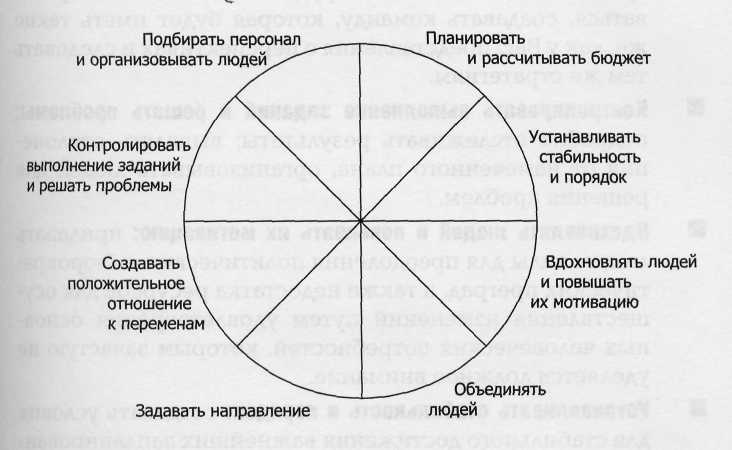 Подбирать персонал
и организовывать людей
Планировать
и рассчитывать бюджет
Контролировать
выполнение заданий
и решать проблемы
Устанавливать
стабильность
и порядок
Создавать
положительное
отношение
к переменам
Вдохновлять людей
и повышать
их мотивацию
Задавать направление
Объединять
людей